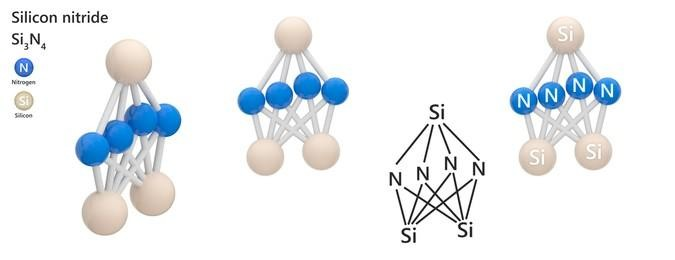 Silicon nitride
Si3N4
N
Nitrogen
Si
Silicon
Si
N N N N
Si Si
Si
N N N N
Si Si